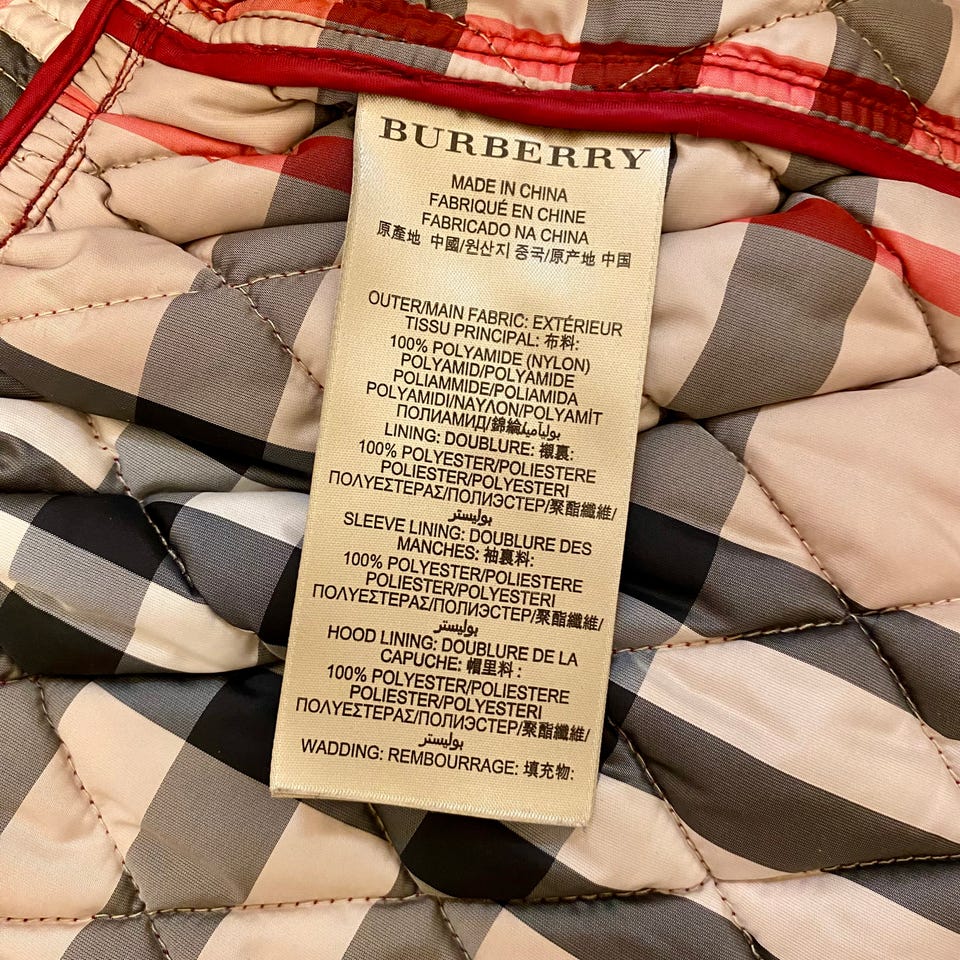 BURBERRY
MADE IN CHINA
FABRIQUÉ EN CHINE
FABRICADO NA CHINA
原產地 中國/원산지 중국/原产地 中国
OUTER/MAIN FABRIC: EXTÉRIEUR
TISSU PRINCIPAL: 布料:
100% POLYAMIDE (NYLON)
POLYAMID/POLYAMIDE
POLIAMMIDE/POLIAMIDA
POLYAMIDI/ΝΑΥΛΟΝ/POLYAMİT
ПОЛИАМИД/錦綸/بولياميد
LINING: DOUBLURE: 襯裏:
100% POLYESTER/POLIESTERE
POLIESTER/POLYESTERI
ΠΟΛΥΕΣΤΕΡΑΣ/ПОЛИЭСТЕР/聚酯纖維/
بوليستر
SLEEVE LINING: DOUBLURE DES
MANCHES: 袖裏料:
100% POLYESTER/POLIESTERE
POLIESTER/POLYESTERI
ΠΟΛΥΕΣΤΕΡΑΣ/ПОЛИЭСТЕР/聚酯纖維/
بوليستر
HOOD LINING: DOUBLURE DE LA
CAPUCHE: 帽里料:
100% POLYESTER/POLIESTERE
POLIESTER/POLYESTERI
ΠΟΛΥΕΣΤΕΡΑΣ/ПОЛИЭСТЕР/聚酯纖維/
بوليستر
WADDING: REMBOURRAGE: 填充物: